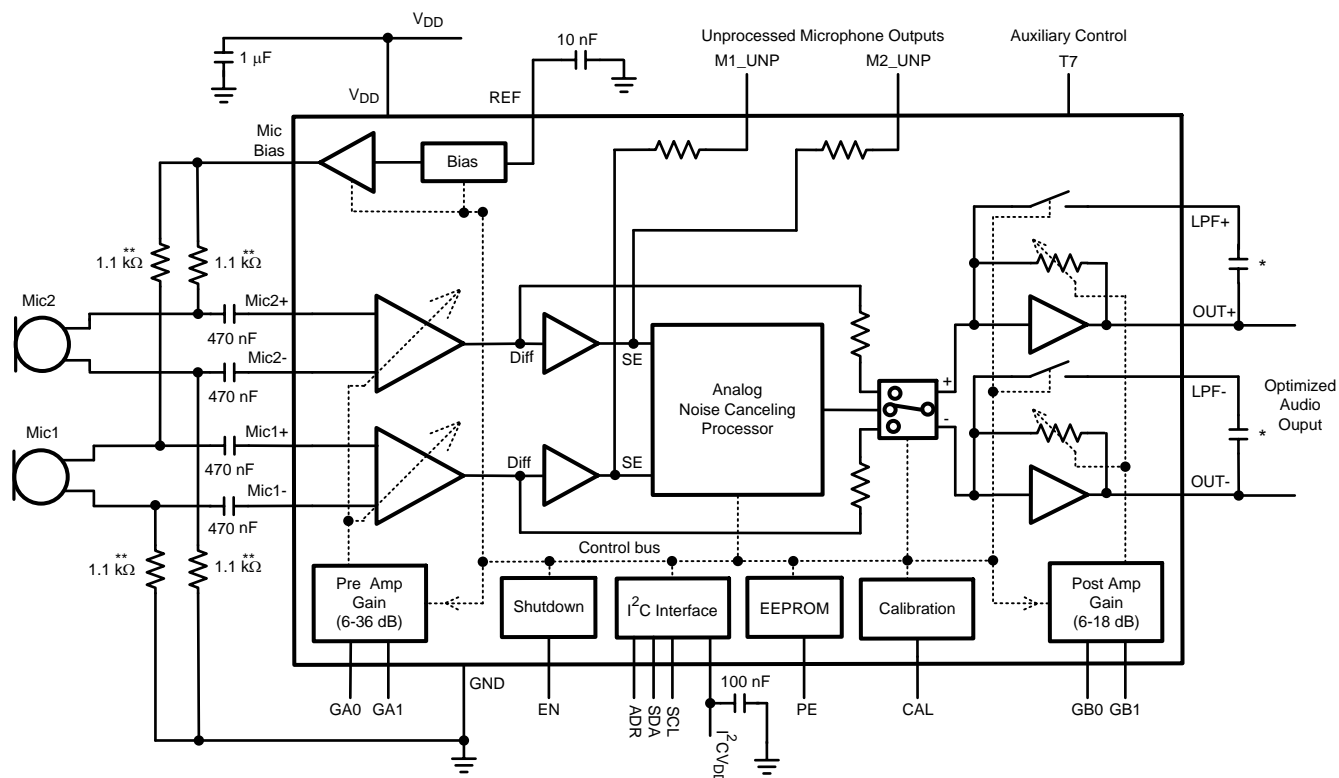 VDD
1 μF
10 nF
Unprocessed Microphone Outputs
M1_UNP
M2_UNP
Auxiliary Control
T7
VDD
REF
Mic
Bias
Bias
LPF+
*
**
1.1 kΩ
**
1.1 kΩ
Mic2
Mic2+
470 nF
Mic2-
470 nF
Diff
SE
OUT+
Analog
Noise Canceling
Processor
+
-
LPF-
*
Optimized
Audio
Ouput
Mic1
Mic1+
470 nF
Mic1-
470 nF
Diff
SE
OUT-
**
1.1 kΩ
**
1.1 kΩ
Control bus
Pre Amp
Gain
(6-36 dB)
Shutdown
I2C Interface
EEPROM
Calibration
Post Amp
Gain
(6-18 dB)
GND
100 nF
GA0
GA1
EN
ADR
SDA
SCL
I2CVDD
PE
CAL
GB0
GB1